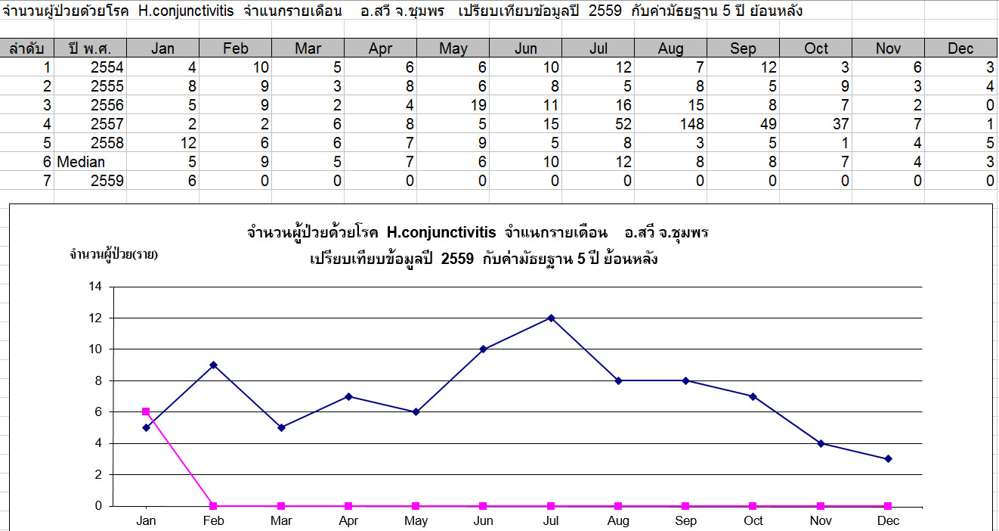 จำนวนผู้ป่วยด้วยโรค H.conjunctivitis จำแนกรายเดือน อ.สวี จ.ชุมพร เปรียบเทียบข้อมูลปี 2559 กับค่ามัธยฐาน 5 ปี ย้อนหลัง
ลำดับ ปี พ.ศ. Jan Feb Mar Apr May Jun Jul Aug Sep Oct Nov Dec
1 2554 4 10 5 6 6 10 12 7 12 3 6 3
2 2555 8 9 3 8 6 8 5 8 5 9 3 4
3 2556 5 9 2 4 19 11 16 15 8 7 2 0
4 2557 2 2 6 8 5 15 52 148 49 37 7 1
5 2558 12 6 6 7 9 5 8 3 5 1 4 5
6 Median 5 9 5 7 6 10 12 8 8 7 4 3
7 2559 6 0 0 0 0 0 0 0 0 0 0 0
จำนวนผู้ป่วยด้วยโรค H.conjunctivitis จำแนกรายเดือน อ.สวี จ.ชุมพร
เปรียบเทียบข้อมูลปี 2559 กับค่ามัธยฐาน 5 ปี ย้อนหลัง
จำนวนผู้ป่วย(ราย)
14
12
10
8
6
4
2
0
Jan Feb Mar Apr May Jun Jul Aug Sep Oct Nov Dec